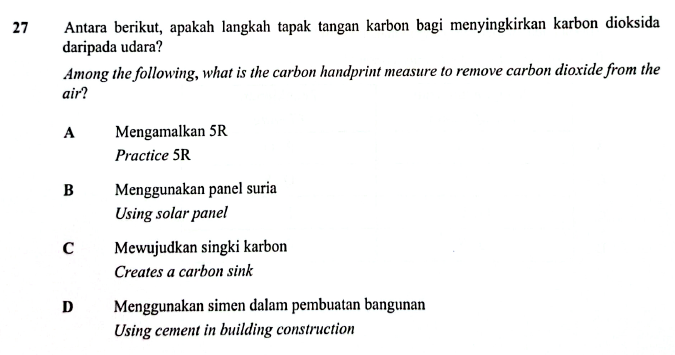 27 Antara berikut, apakah langkah tapak tangan karbon bagi menyingkirkan karbon dioksida
daripada udara?
Among the following, what is the carbon handprint measure to remove carbon dioxide from the
air?
A Mengamalkan 5R
Practice 5R
B Menggunakan panel suria
Using solar panel
C Mewujudkan singki karbon
Creates a carbon sink
D Menggunakan simen dalam pembuatan bangunan
Using cement in building construction